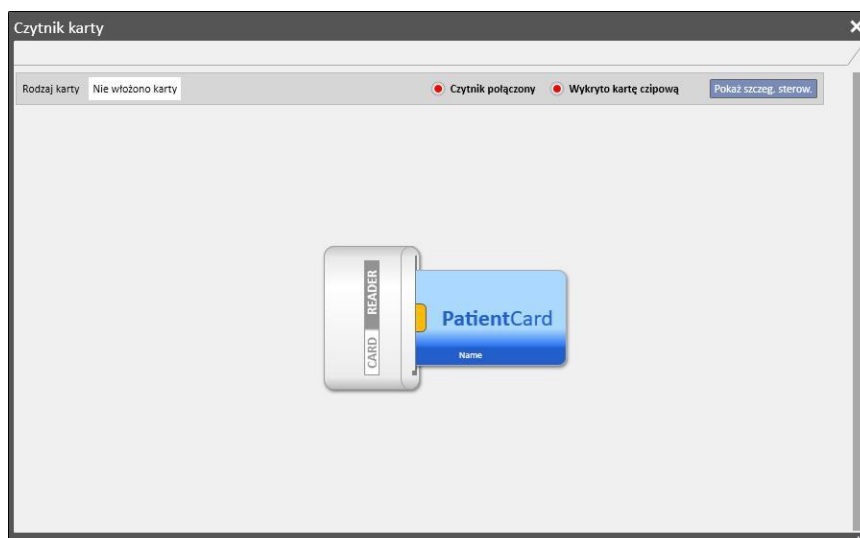 Czytnik karty
Rodzaj karty Nie włożono karty Czytnik połączony Wykryto kartę czipową Pokaż szczeg. sterow.
CARD READER
PatientCard
Name